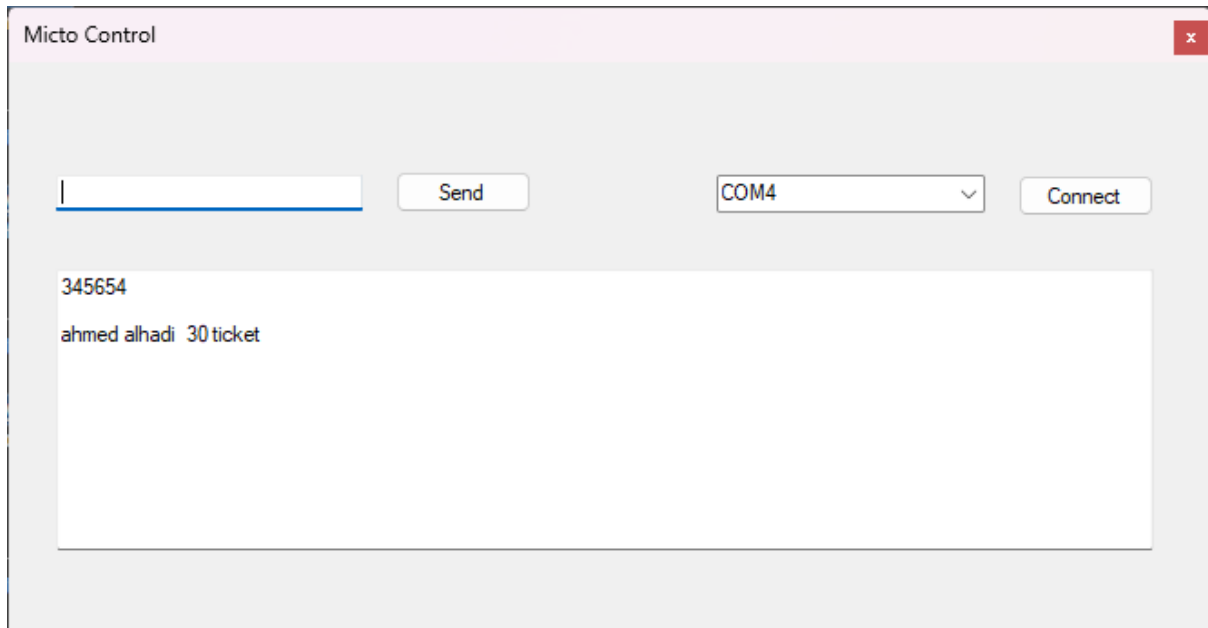 Micto Control
x
Send
COM4
Connect
345654
ahmed alhadi  30 ticket